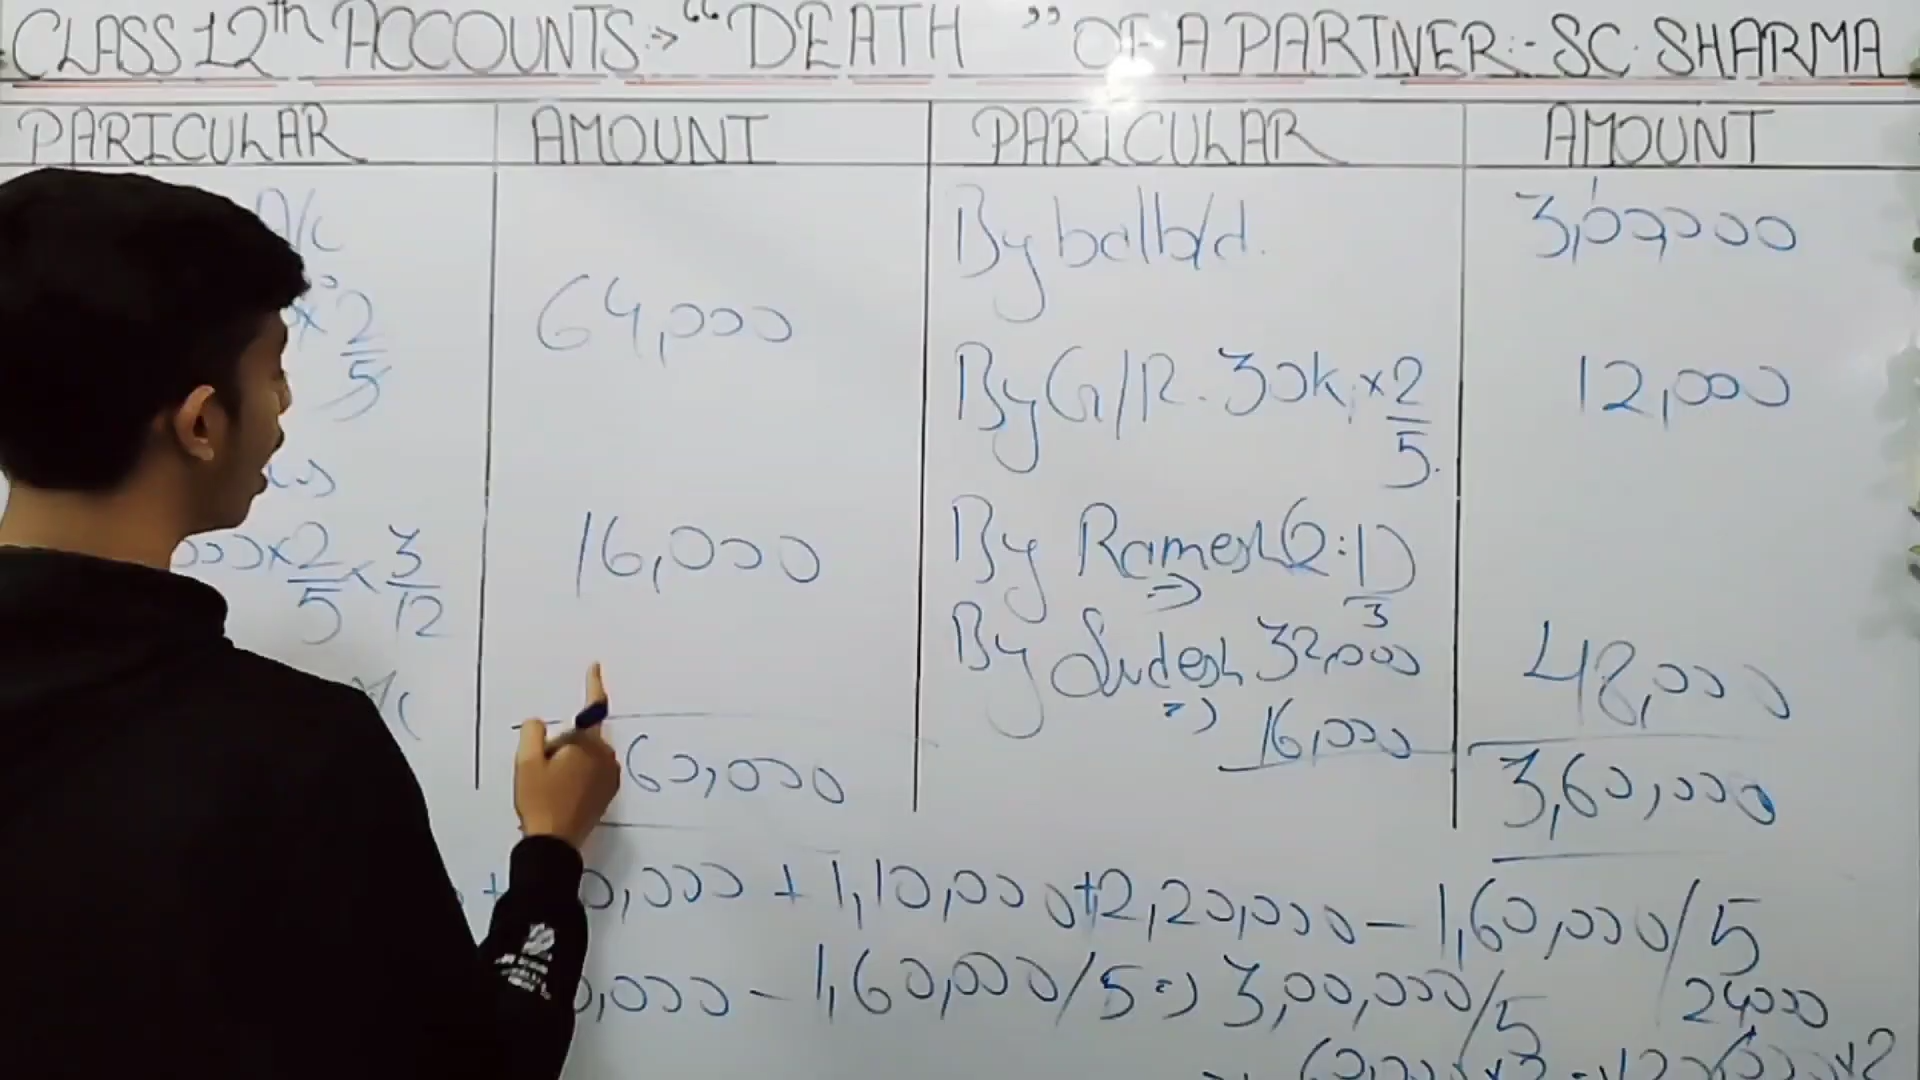 CLASS 12th ACCOUNTS:→ “DEATH ” OF A PARTNER:- SC. SHARMA
PARICULAR AMOUNT PARICULAR AMOUNT
A/c By bal b/d. 3,00,000
× 2/5 64,000
By G/R. 30k × 2/5. 12,000
000 × 2/5 × 3/12 16,000 By Ramesh (2:1)/3
⇒
By Sudesh 32,000 48,000
⇒ 16,000
60,000 3,60,000
+ 0,000 + 1,10,000 + 2,20,000 - 1,60,000/5
0,000 - 1,60,000/5 ⇒ 3,00,000/5 24000